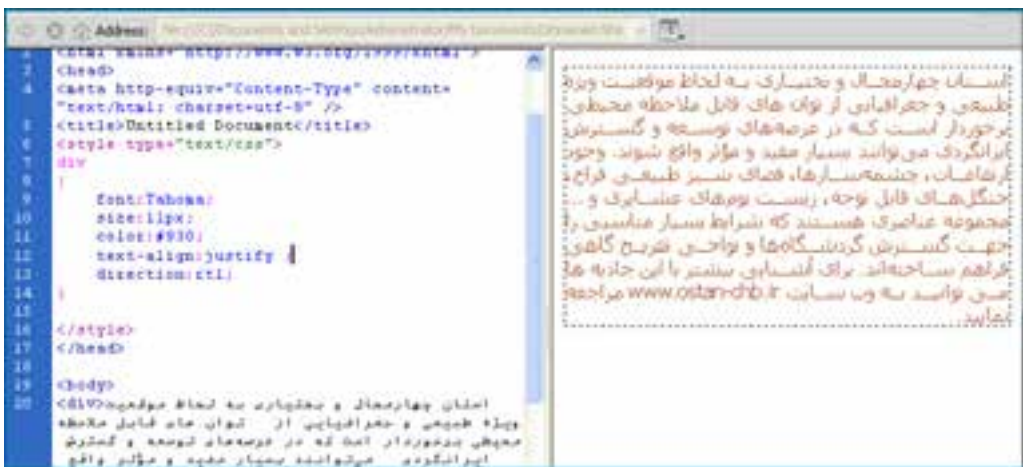 Address:
<html xmlns="http://www.w3.org/1999/xhtml">
<head>
<meta http-equiv="Content-Type" content=
"text/html; charset=utf-8" />
<title>Untitled Document</title>
<style type="text/css">
div
{
font:Tahoma;
size:11px;
color:#930;
text-align:justify ;
direction:rtl;
}
</style>
</head>
<body>
<div>استان چهارمحال و بختیاری به لحاظ موقعیت
ویژه طبیعی و جغرافیایی از توان های قابل ملاحظه
محیطی برخوردار است که در عرصه‌های توسعه و گسترش
ایرانگردی می‌توانند بسیار مفید و مؤثر واقع
استان چهارمحال و بختیاری به لحاظ موقعیت ویژه
طبیعی و جغرافیایی از توان های قابل ملاحظه محیطی
برخوردار است که در عرصه‌های توسعه و گسترش
ایرانگردی می‌توانند بسیار مفید و مؤثر واقع شوند. وجود
ارتفاعات، چشمه‌سارها، فضای سبز طبیعی فراخ،
جنگل‌های قابل توجه، زیست بوم‌های عشایری و ...
مجموعه عناصری هستند که شرایط بسیار مناسبی را
جهت گسترش گردشگاه‌ها و نواحی تفریح گاهی
فراهم ساخته‌اند. برای آشنایی بیشتر با این جاذبه ها
می توانید به وب سایت www.ostan-chb.ir مراجعه
نمایید.